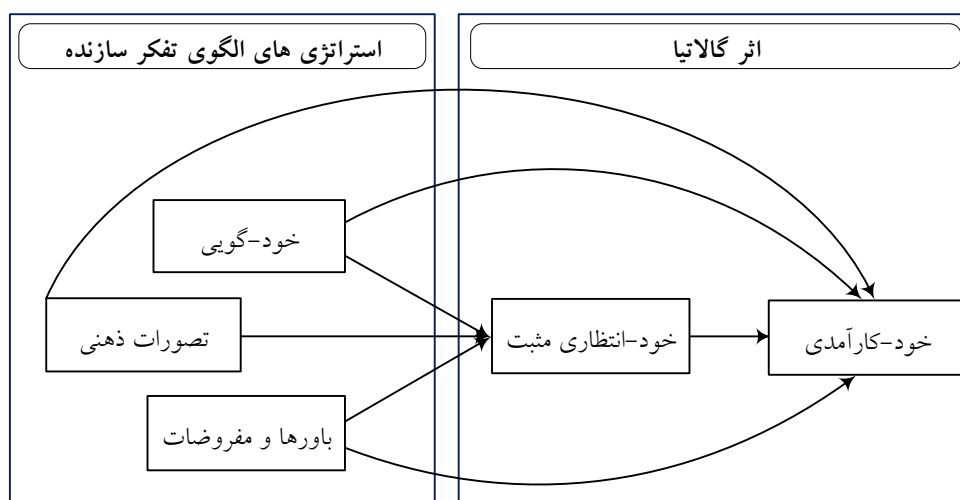 اثر گالاتیا
استراتژی های الگوی تفکر سازنده
خود-گویی
تصورات ذهنی
باورها و مفروضات
خود-انتظاری مثبت
خود-کارآمدی